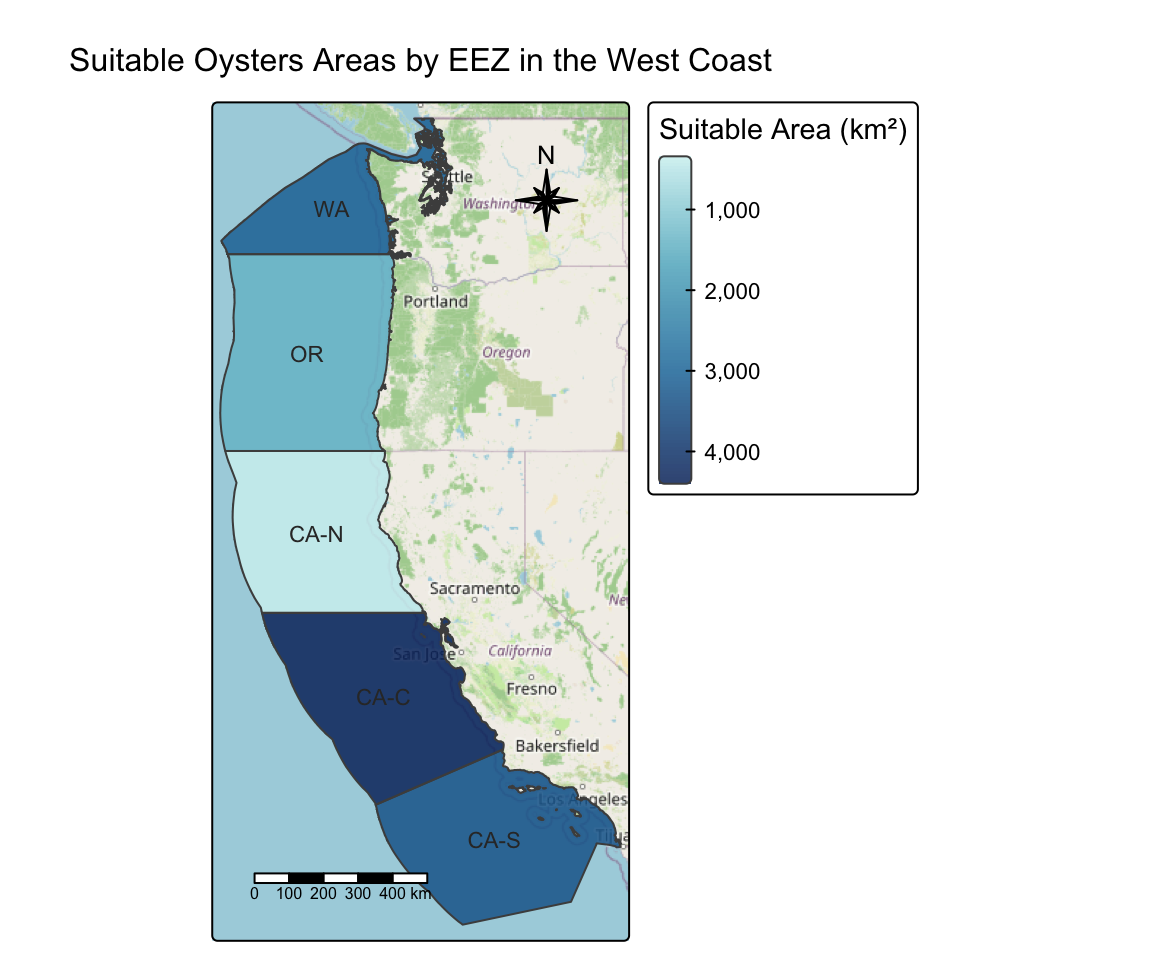 Suitable Oysters Areas by EEZ in the West Coast
Suitable Area (km²)
1,000
2,000
3,000
4,000
N
WA
Washington
Portland
OR
Oregon
CA-N
Sacramento
San Jose
California
Fresno
CA-C
Bakersfield
Los Angeles
CA-S
0 100 200 300 400 km